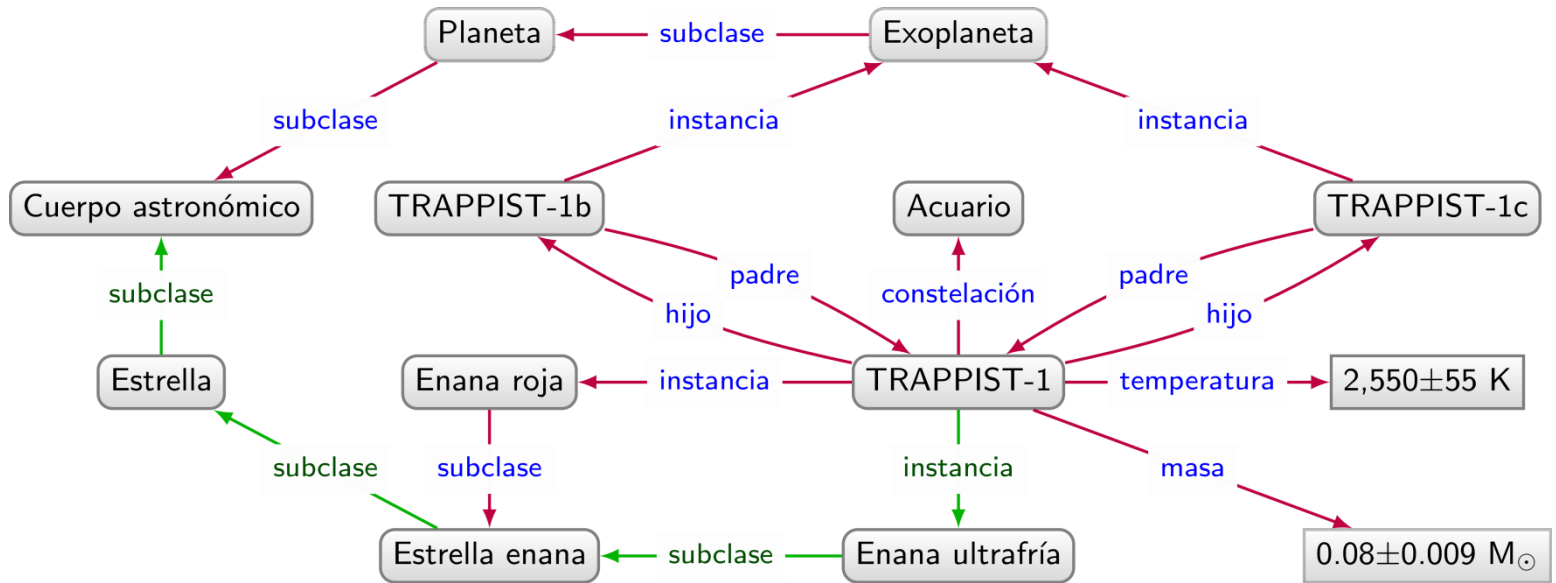 Planeta
subclase
Exoplaneta
subclase
instancia
instancia
Cuerpo astronómico
TRAPPIST-1b
Acuario
TRAPPIST-1c
subclase
padre
hijo
constelación
padre
hijo
Estrella
Enana roja
instancia
TRAPPIST-1
temperatura
2,550±55 K
subclase
subclase
instancia
masa
Estrella enana
subclase
Enana ultrafría
0.08±0.009 M☉